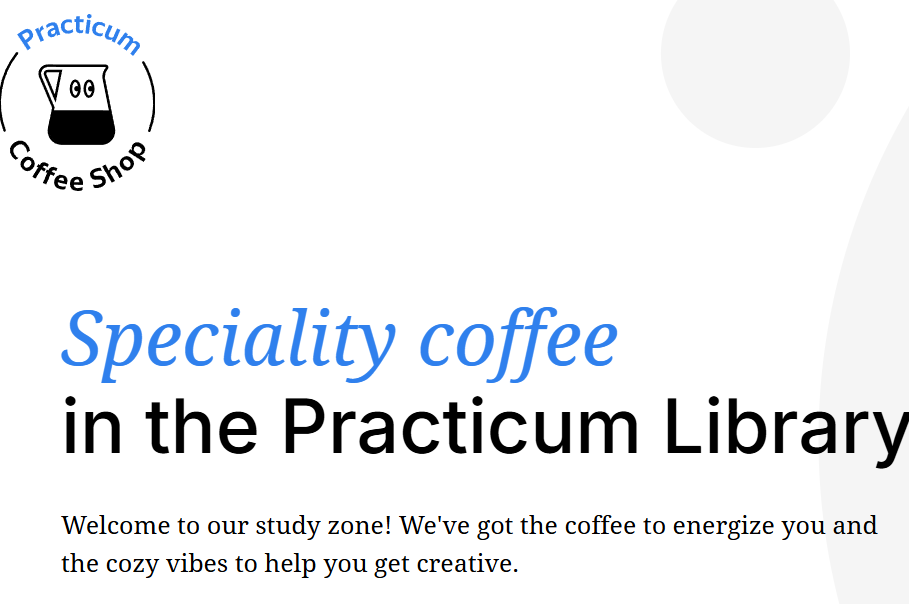 Practicum
Coffee Shop
Speciality coffee
in the Practicum Library
Welcome to our study zone! We've got the coffee to energize you and
the cozy vibes to help you get creative.